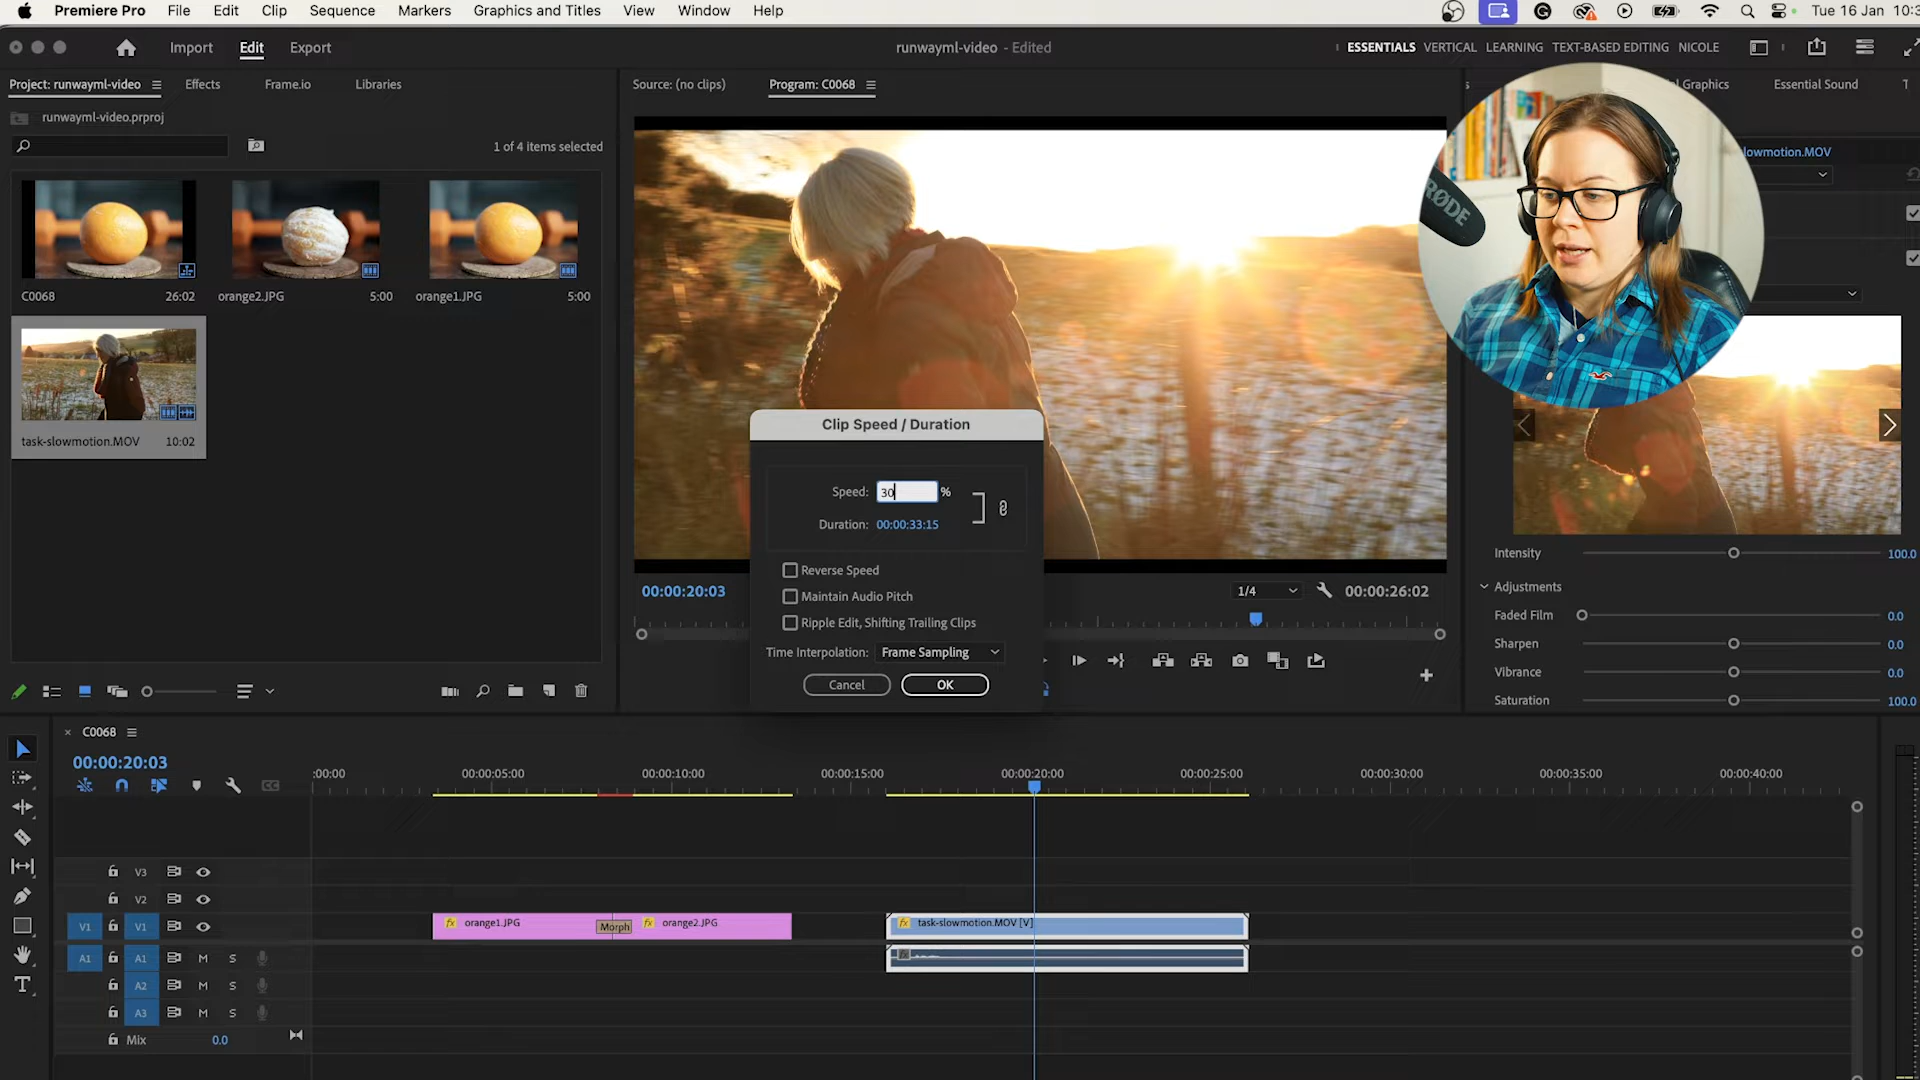 Premiere Pro File Edit Clip Sequence Markers Graphics and Titles View Window Help Tue 16 Jan 10:3
Import Edit Export
runwayml-video - Edited
ESSENTIALS VERTICAL LEARNING TEXT-BASED EDITING NICOLE
Project: runwayml-video Effects Frame.io Libraries
Source: (no clips) Program: C0068
l Graphics Essential Sound T
runwayml-video.prproj
1 of 4 items selected
lowmotion.MOV
RØDE
C0068 26:02 orange2.JPG 5:00 orange1.JPG 5:00
task-slowmotion.MOV 10:02
Clip Speed / Duration
Speed: 30 %
Duration: 00:00:33:15
Reverse Speed
Maintain Audio Pitch
Ripple Edit, Shifting Trailing Clips
Time Interpolation: Frame Sampling
Cancel OK
00:00:20:03 1/4 00:00:26:02
Intensity 100.0
Adjustments
Faded Film 0.0
Sharpen 0.0
Vibrance 0.0
Saturation 100.0
× C0068
00:00:20:03
:00:00 00:00:05:00 00:00:10:00 00:00:15:00 00:00:20:00 00:00:25:00 00:00:30:00 00:00:35:00 00:00:40:00
CC
V3
V2
V1 V1 fx orange1.JPG Morph fx orange2.JPG fx task-slowmotion.MOV [V]
A1 A1 M S fx
A2 M S
A3 M S
Mix 0.0
T